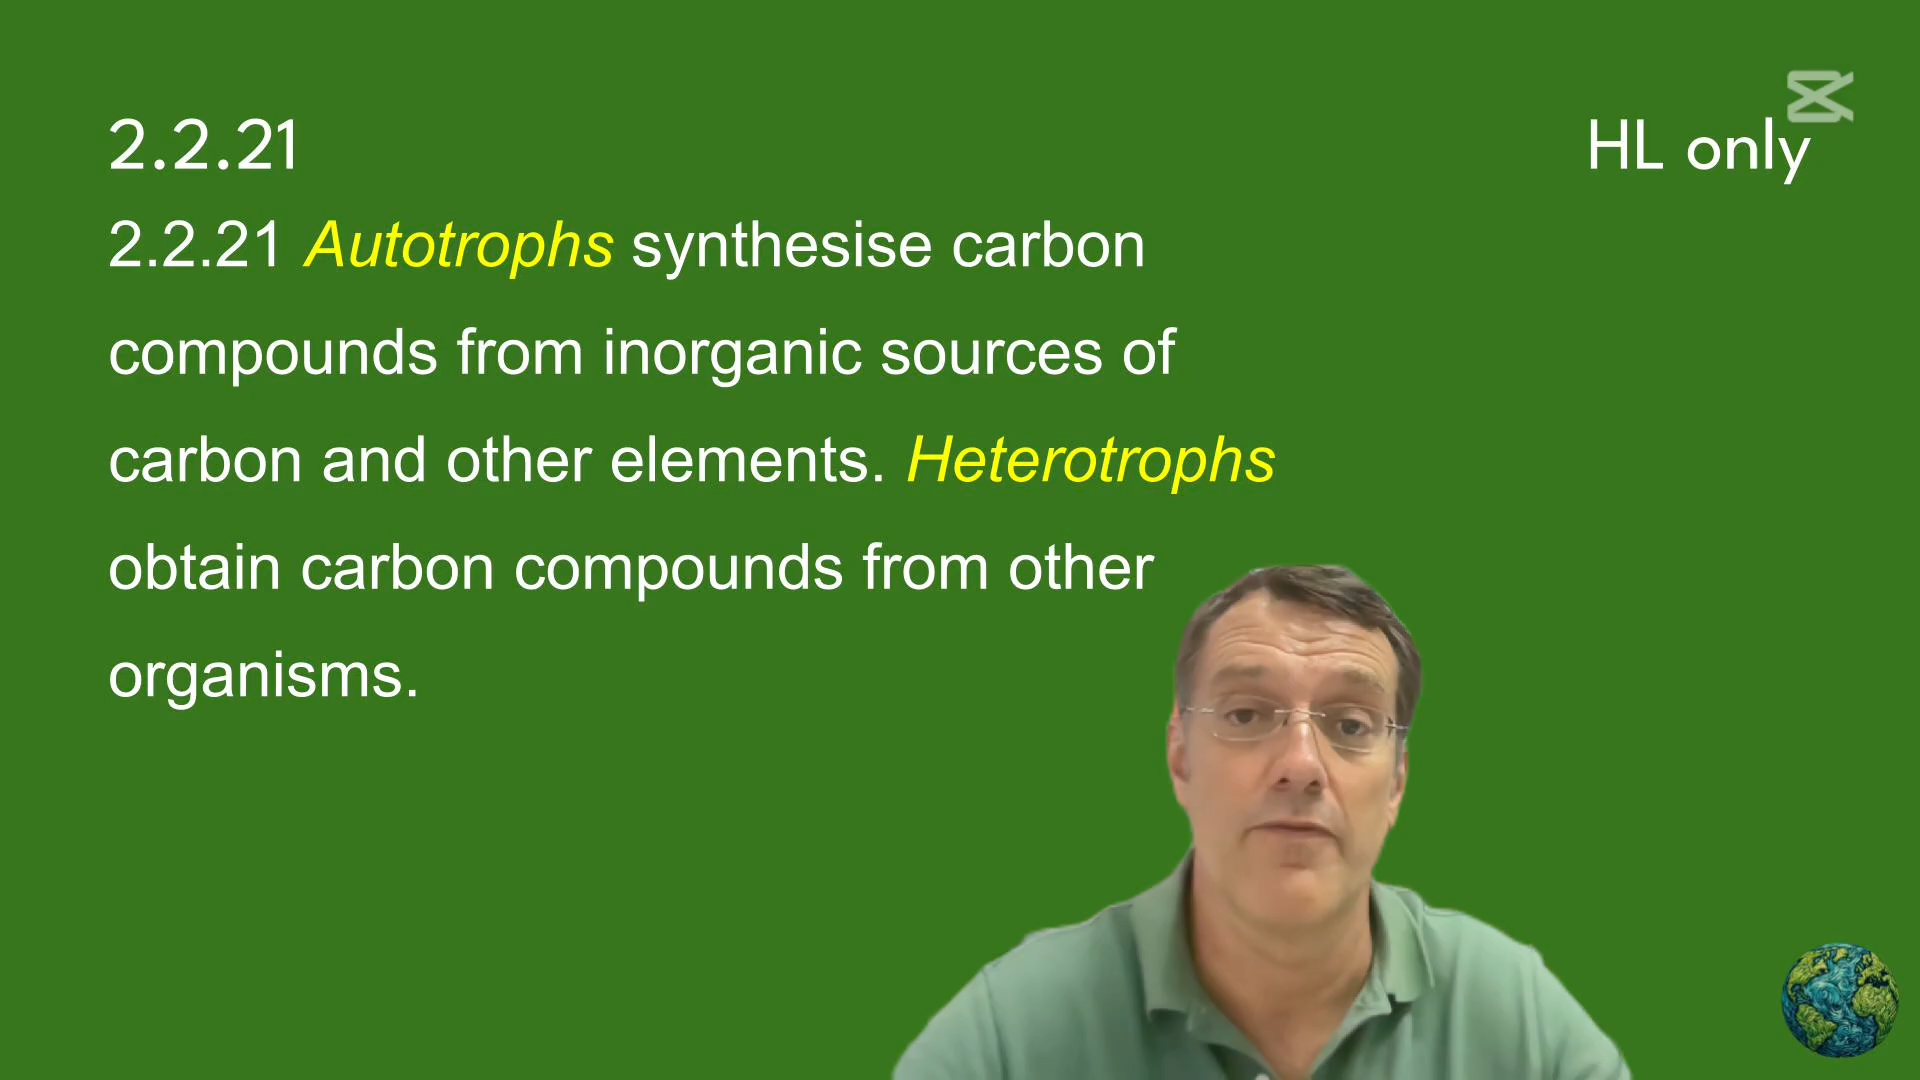 2.2.21
HL only
2.2.21 Autotrophs synthesise carbon
compounds from inorganic sources of
carbon and other elements. Heterotrophs
obtain carbon compounds from other
organisms.